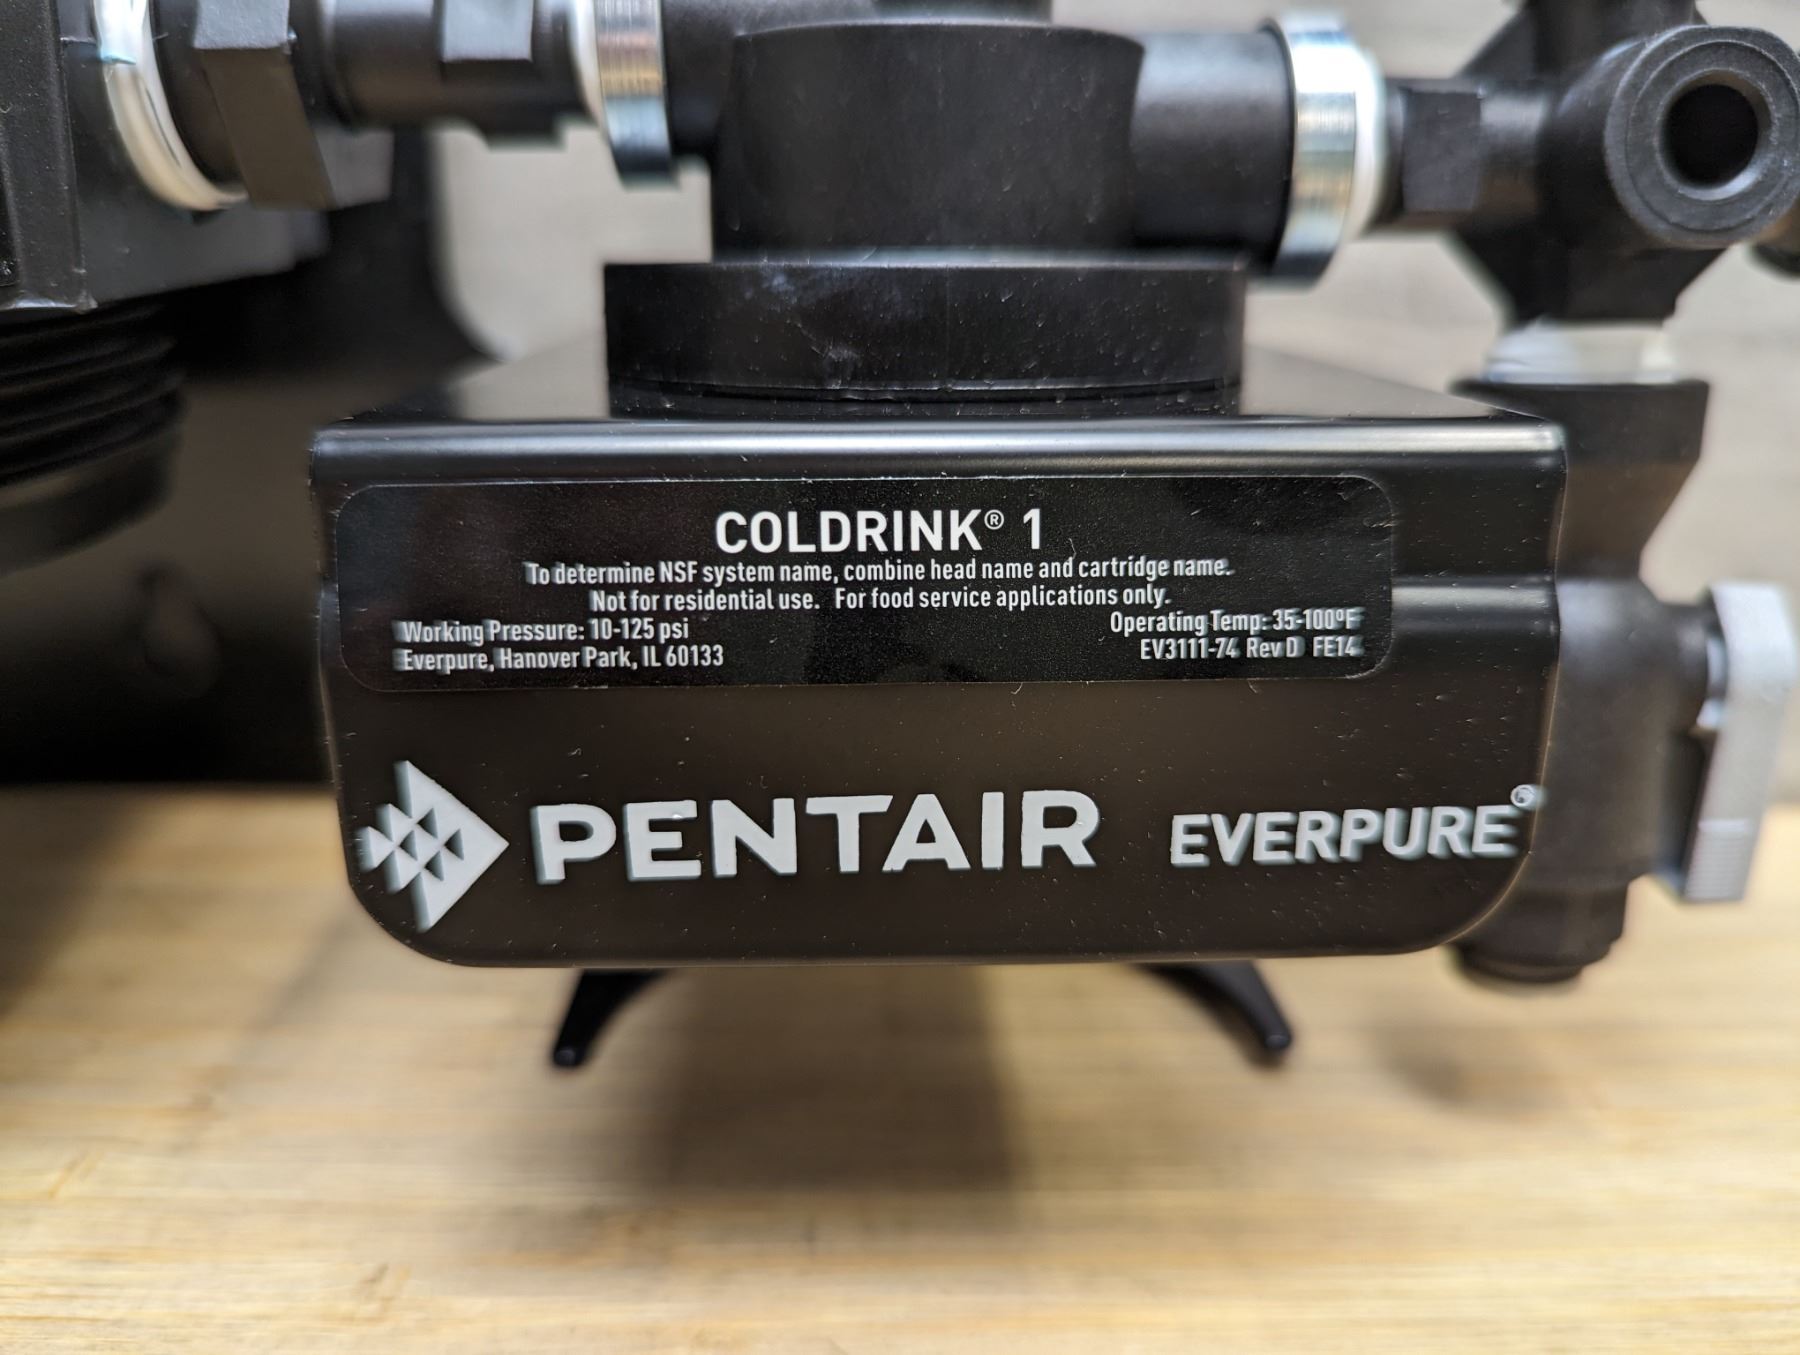 COLDRINK® 1
To determine NSF system name, combine head name and cartridge name.
Not for residential use. For food service applications only.
Working Pressure: 10-125 psi
Operating Temp: 35-100ºF
Everpure, Hanover Park, IL 60133
EV3111-74 Rev D FE14
PENTAIR EVERPURE®